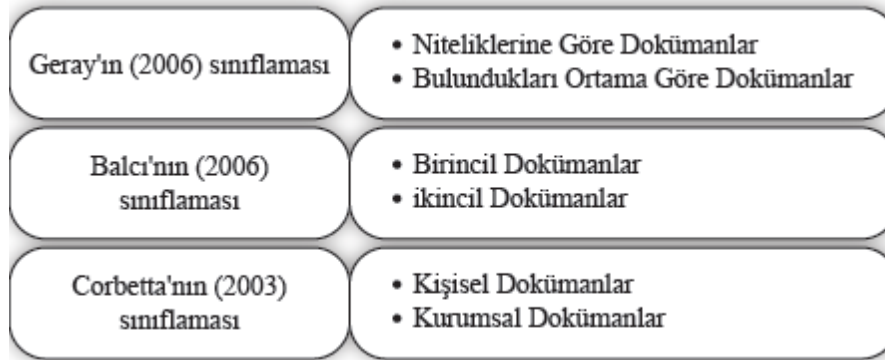 Geray'ın (2006) sınıflaması
• Niteliklerine Göre Dokümanlar
• Bulundukları Ortama Göre Dokümanlar
Balcı'nın (2006)
sınıflaması
• Birincil Dokümanlar
• ikincil Dokümanlar
Corbetta'nın (2003)
sınıflaması
• Kişisel Dokümanlar
• Kurumsal Dokümanlar